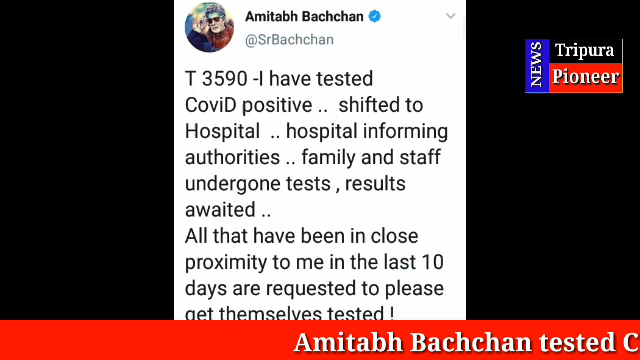 Amitabh Bachchan
@SrBachchan
T 3590 -I have tested
CoviD positive .. shifted to
Hospital .. hospital informing
authorities .. family and staff
undergone tests , results
awaited ..
All that have been in close
proximity to me in the last 10
days are requested to please
get themselves tested !
NEWS
Tripura
Pioneer
Amitabh Bachchan tested C